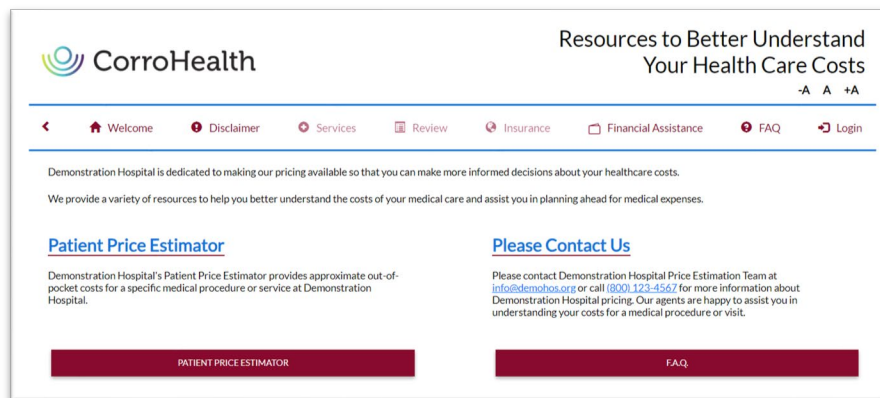 CorroHealth
Resources to Better Understand
Your Health Care Costs
-A A +A
Welcome Disclaimer Services Review Insurance Financial Assistance FAQ Login
Demonstration Hospital is dedicated to making our pricing available so that you can make more informed decisions about your healthcare costs.
We provide a variety of resources to help you better understand the costs of your medical care and assist you in planning ahead for medical expenses.
Patient Price Estimator
Demonstration Hospital's Patient Price Estimator provides approximate out-of-
pocket costs for a specific medical procedure or service at Demonstration
Hospital.
PATIENT PRICE ESTIMATOR
Please Contact Us
Please contact Demonstration Hospital Price Estimation Team at
info@demohos.org or call (800) 123-4567 for more information about
Demonstration Hospital pricing. Our agents are happy to assist you in
understanding your costs for a medical procedure or visit.
F.A.Q.